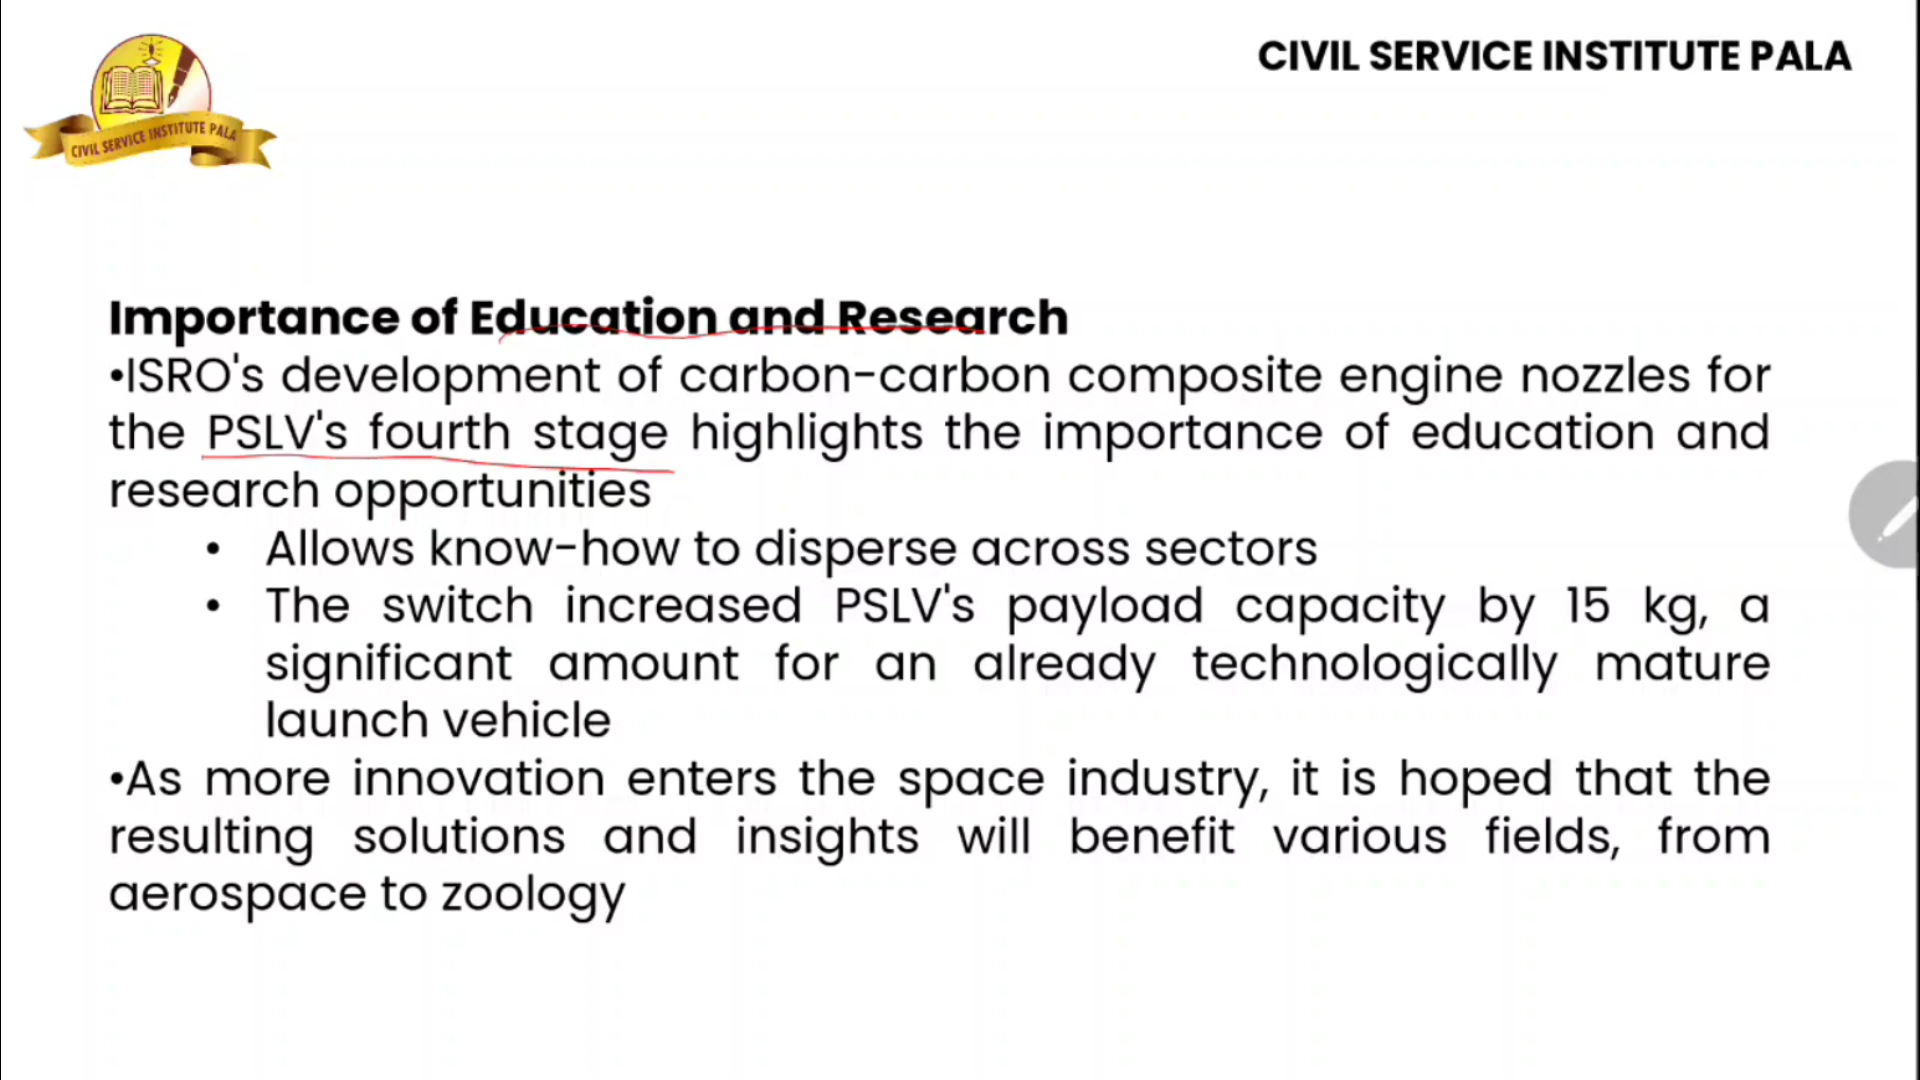 CIVIL SERVICE INSTITUTE PALA
CIVIL SERVICE INSTITUTE PALA
Importance of Education and Research
•ISRO's development of carbon-carbon composite engine nozzles for
the PSLV's fourth stage highlights the importance of education and
research opportunities
• Allows know-how to disperse across sectors
• The switch increased PSLV's payload capacity by 15 kg, a
significant amount for an already technologically mature
launch vehicle
•As more innovation enters the space industry, it is hoped that the
resulting solutions and insights will benefit various fields, from
aerospace to zoology